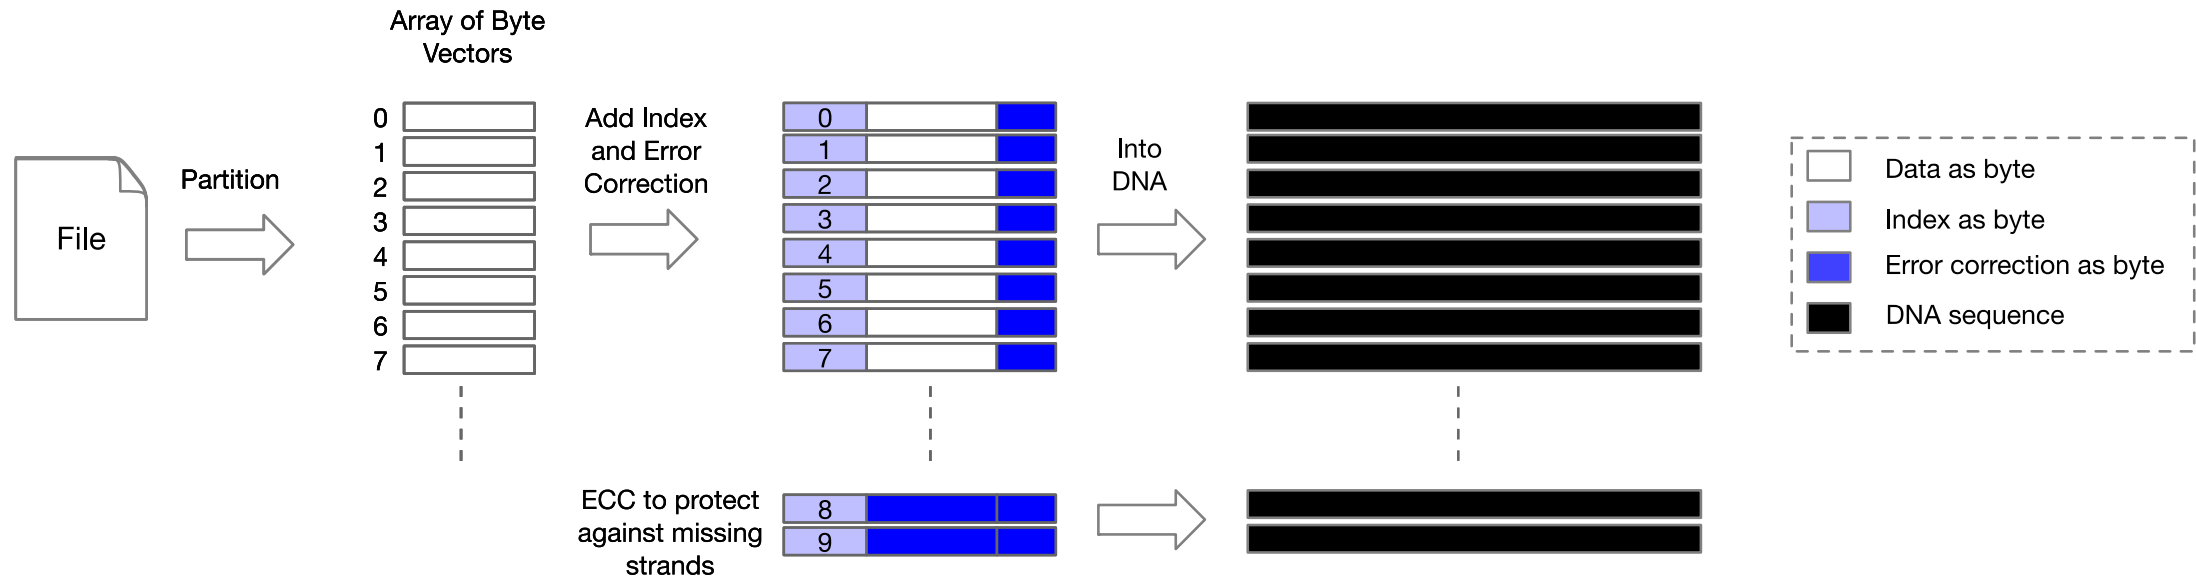 Array of Byte
Vectors
File
Partition
0
1
2
3
4
5
6
7
Add Index
and Error
Correction
0
1
2
3
4
5
6
7
Into
DNA
Data as byte
Index as byte
Error correction as byte
DNA sequence
ECC to protect
against missing
strands
8
9